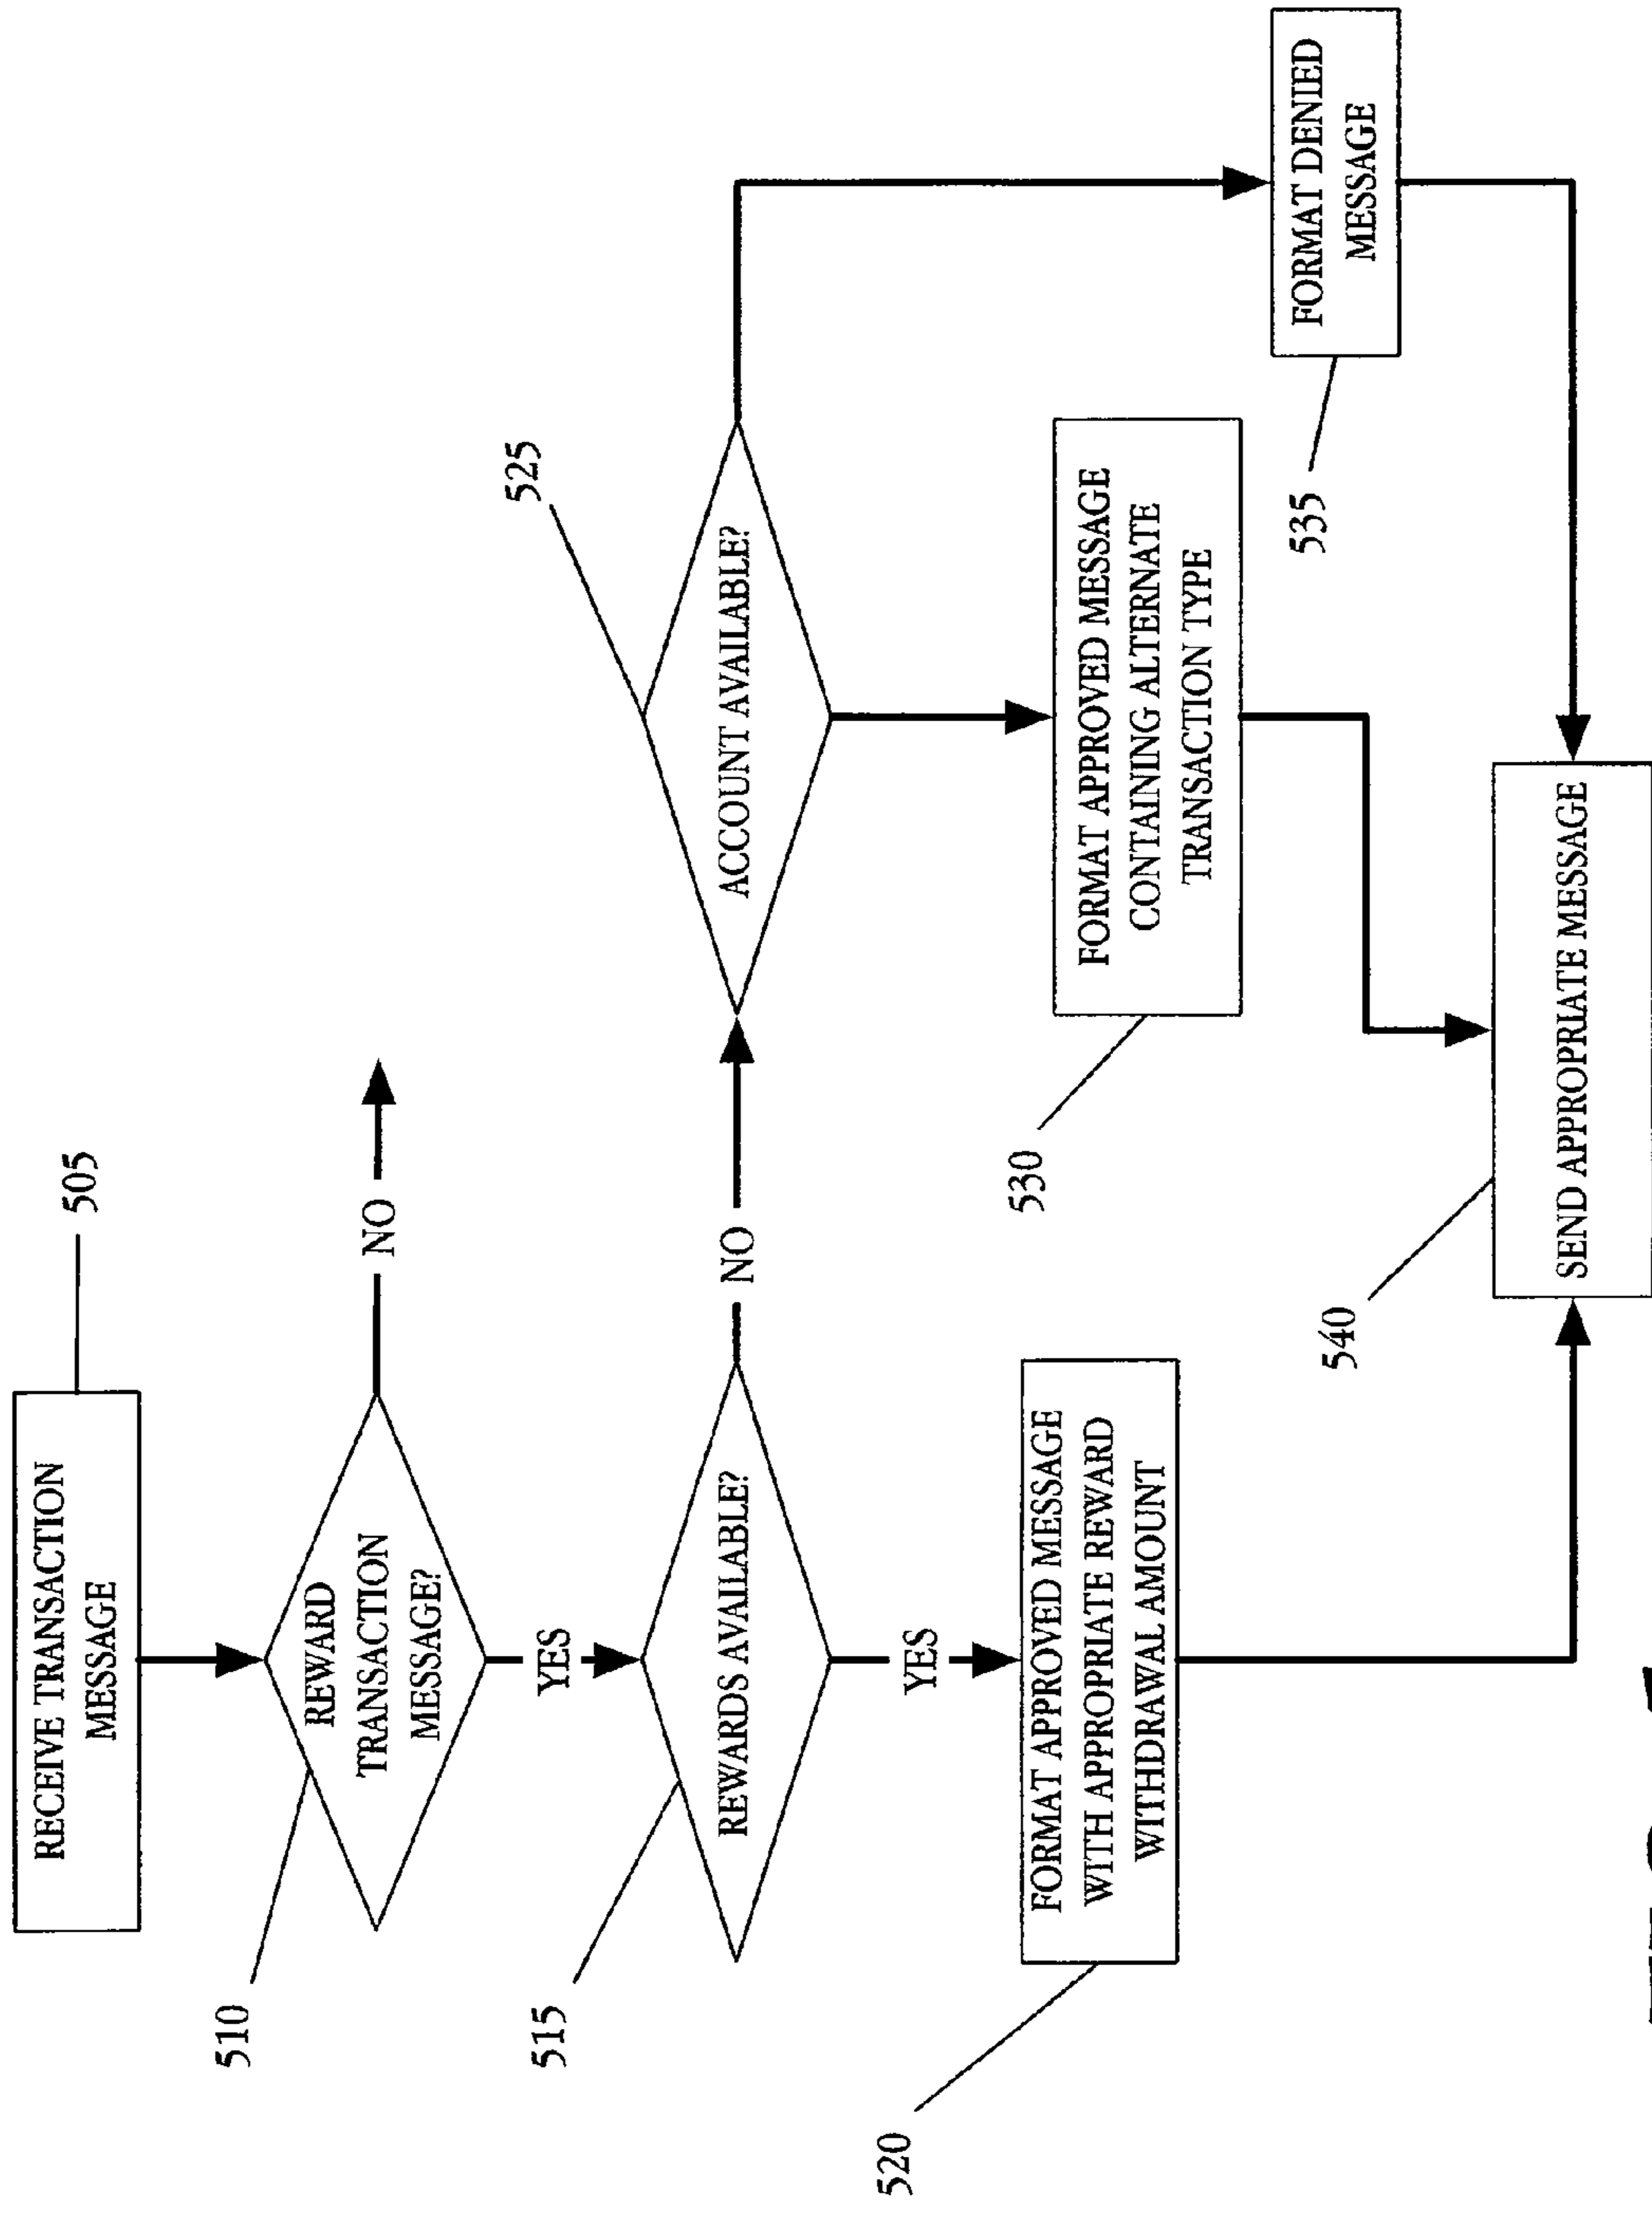 RECEIVE TRANSACTION
MESSAGE
505
510
REWARD
TRANSACTION
MESSAGE?
NO
YES
515
REWARDS AVAILABLE?
NO
525
ACCOUNT AVAILABLE?
YES
520
FORMAT APPROVED MESSAGE
WITH APPROPRIATE REWARD
WITHDRAWAL AMOUNT
530
FORMAT APPROVED MESSAGE
CONTAINING ALTERNATE
TRANSACTION TYPE
535
FORMAT DENIED
MESSAGE
540
SEND APPROPRIATE MESSAGE